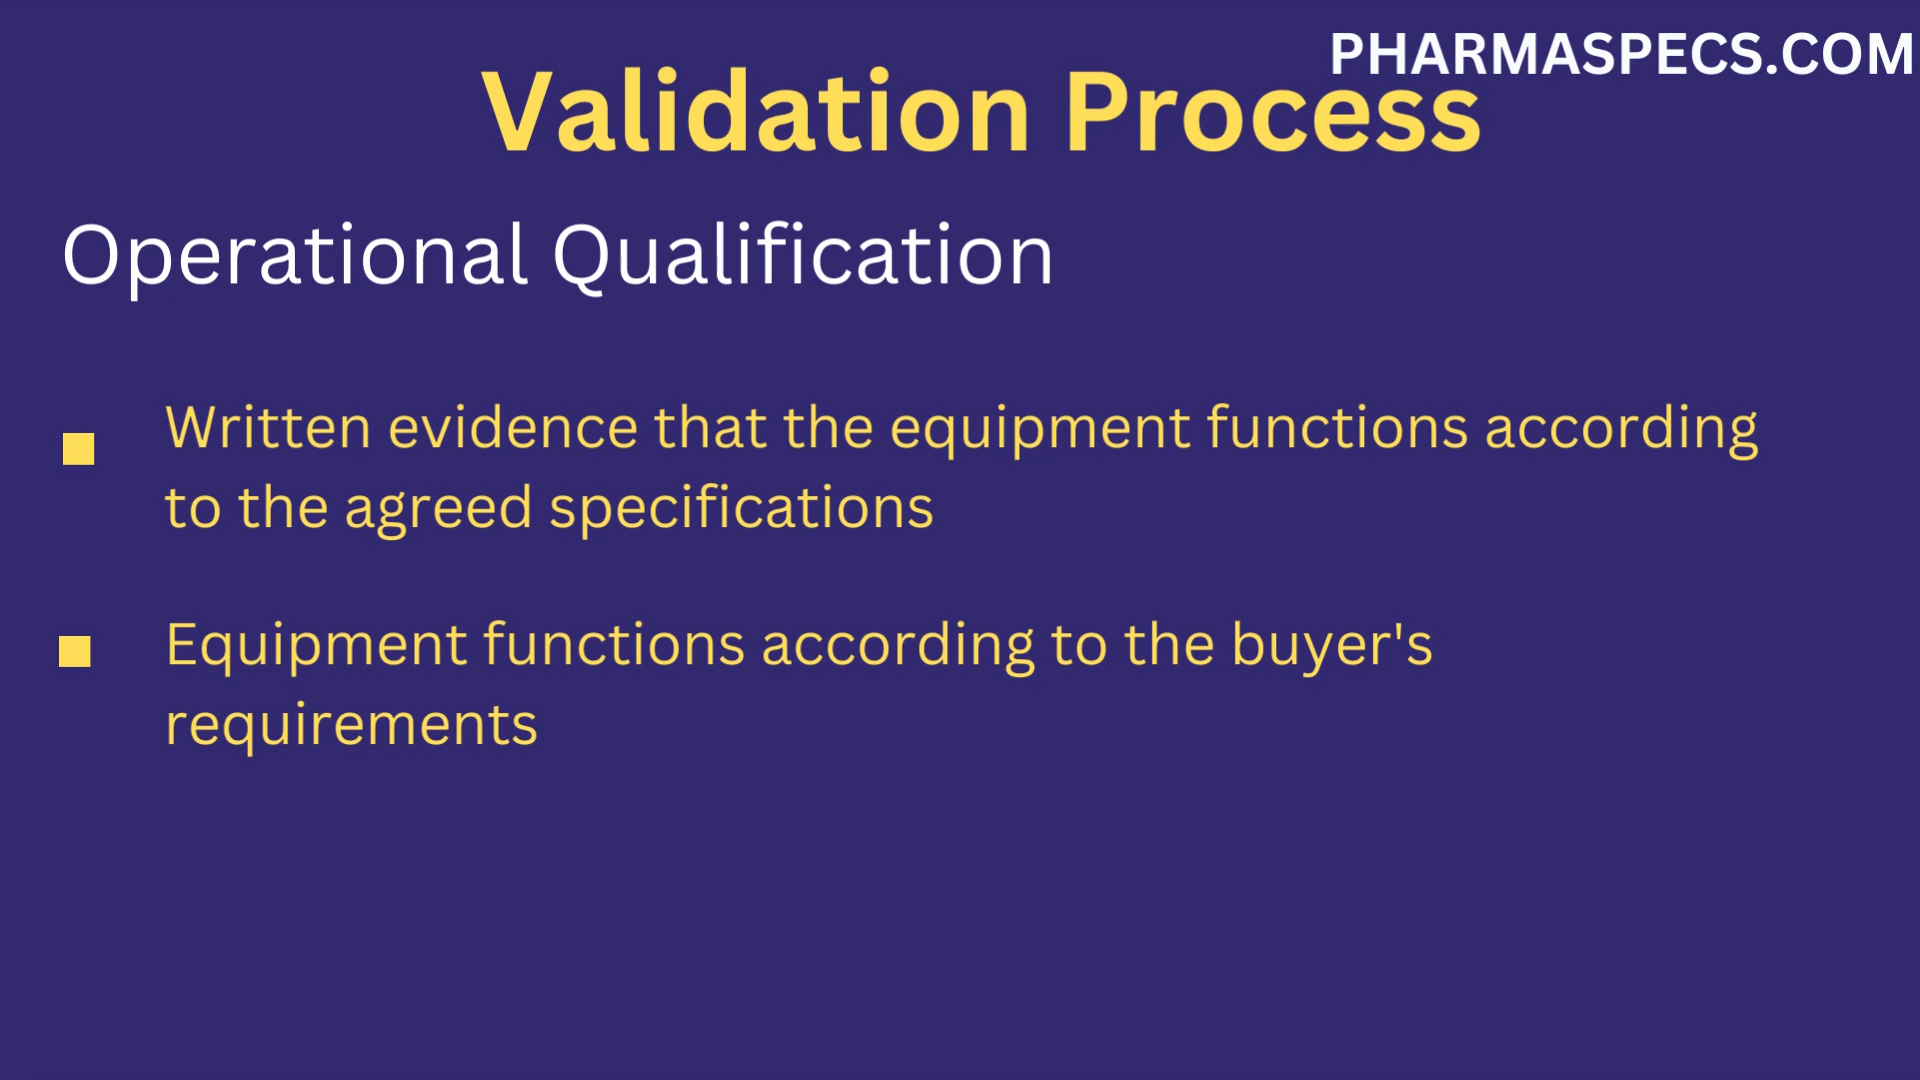 PHARMASPECS.COM
Validation Process
Operational Qualification
Written evidence that the equipment functions according
to the agreed specifications
Equipment functions according to the buyer's
requirements